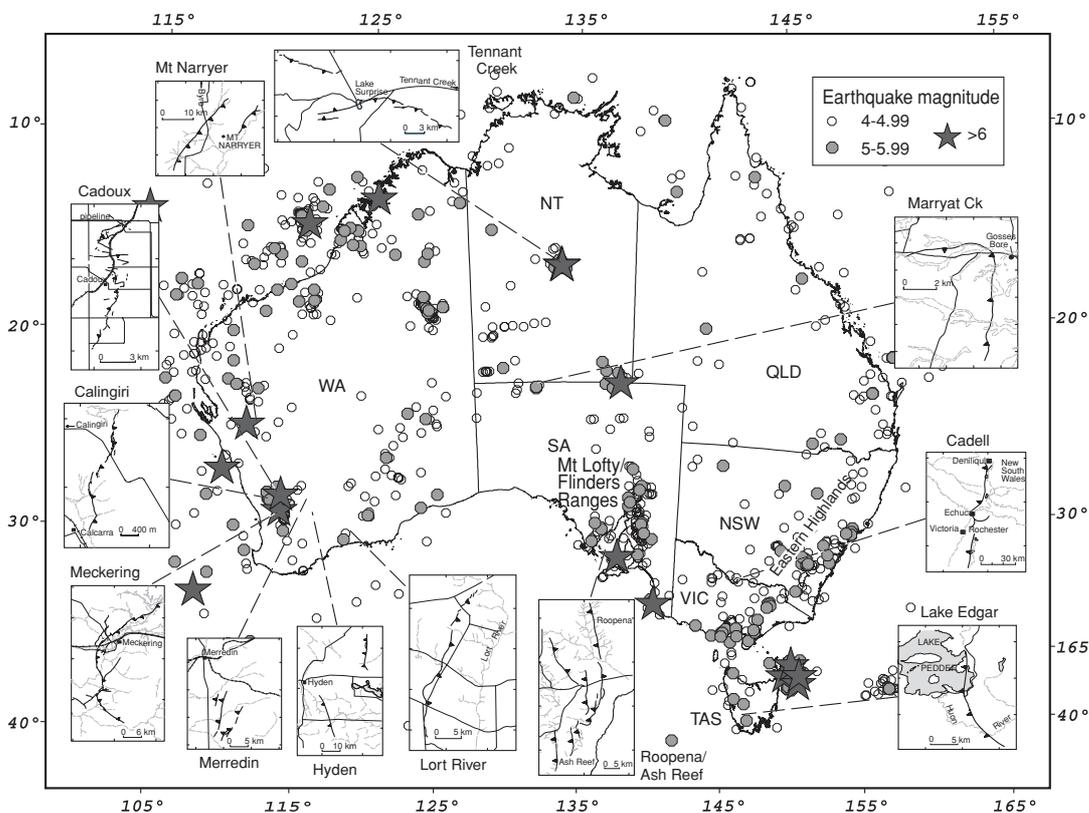 115°
125°
135°
145°
155°
Mt Narryer
Byro
0 10 km
MT
NARRYER
Lake
Surprise
Tennant Creek
0 3 km
Tennant
Creek
Earthquake magnitude
4-4.99
5-5.99
>6
10°
10°
Cadoux
pipeline
Cadoux
0 3 km
NT
Marryat Ck
Gosses
Bore
0 2 km
20°
20°
WA
QLD
Calingiri
Calingiri
Calcarra
0 400 m
SA
Mt Lofty/
Flinders
Ranges
NSW
Eastern Highlands
Cadell
Deniliquin
New
South
Wales
Echuca
Victoria
Rochester
0 30 km
30°
30°
VIC
Meckering
Meckering
0 6 km
Merredin
0 5 km
Merredin
Hyden
0 10 km
Hyden
Lort River
0 5 km
Lort River
Roopena
Ash Reef
0 5 km
Roopena/
Ash Reef
TAS
Lake Edgar
LAKE
PEDDER
Huon
River
0 5 km
165
40°
40°
105°
115°
125°
135°
145°
155°
165°